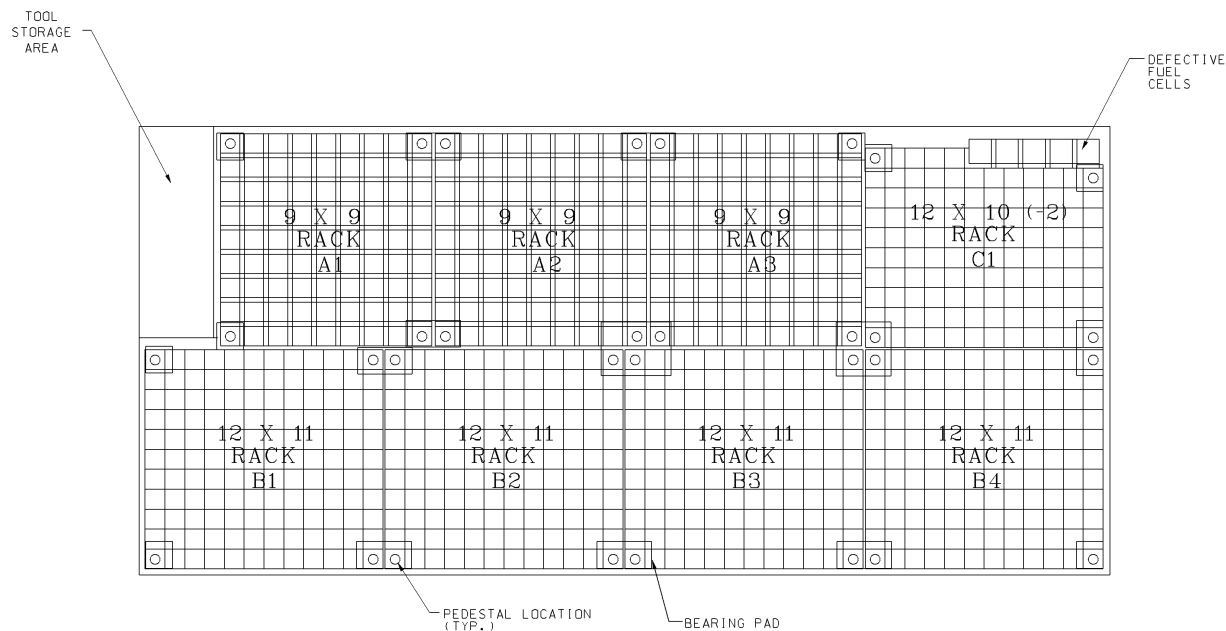 TOOL
STORAGE
AREA
DEFECTIVE
FUEL
CELLS
9 X 9
RACK
A1
9 X 9
RACK
A2
9 X 9
RACK
A3
12 X 10 (-2)
RACK
C1
12 X 11
RACK
B1
12 X 11
RACK
B2
12 X 11
RACK
B3
12 X 11
RACK
B4
PEDESTAL LOCATION
(TYP.)
BEARING PAD